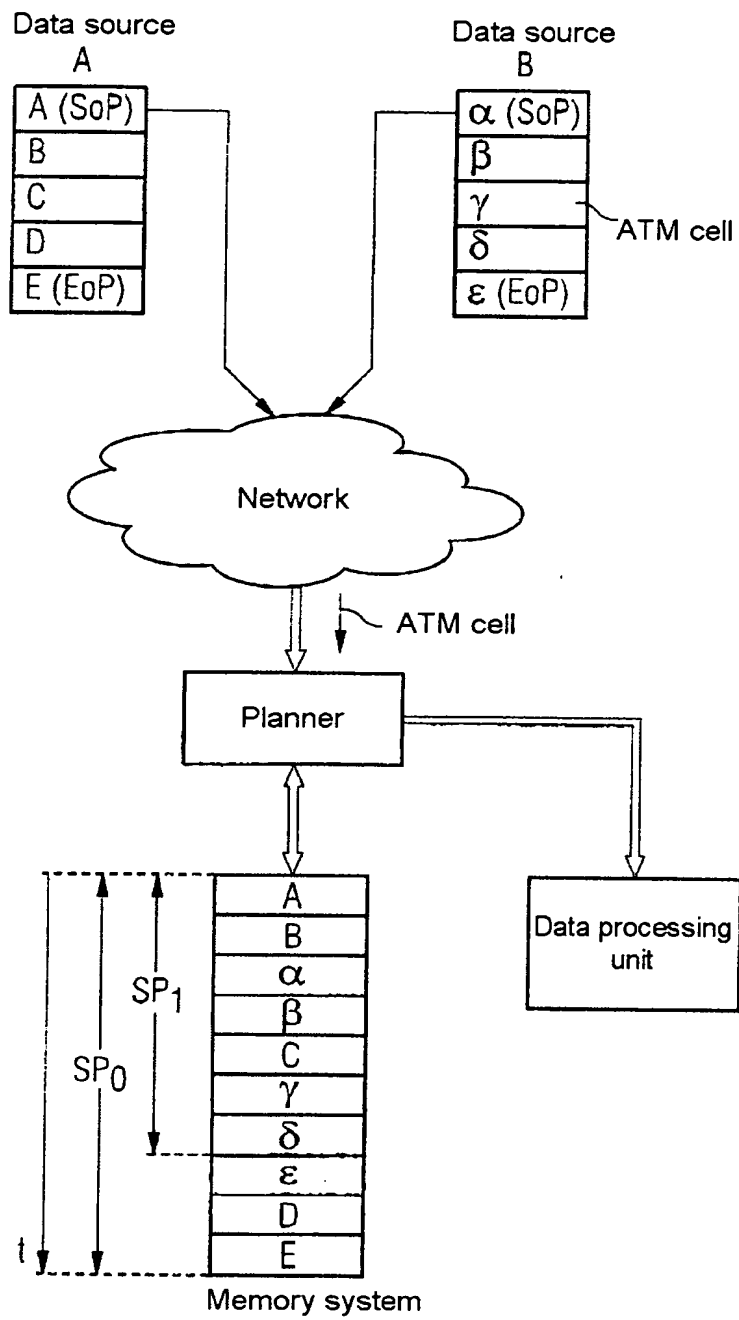 Data source
A
A (SoP)
B
C
D
E (EoP)
Data source
B
α (SoP)
β
γ
δ
ε (EoP)
ATM cell
Network
ATM cell
Planner
Data processing
unit
A
B
α
β
C
γ
δ
ε
D
E
SP1
SP0
t
Memory system